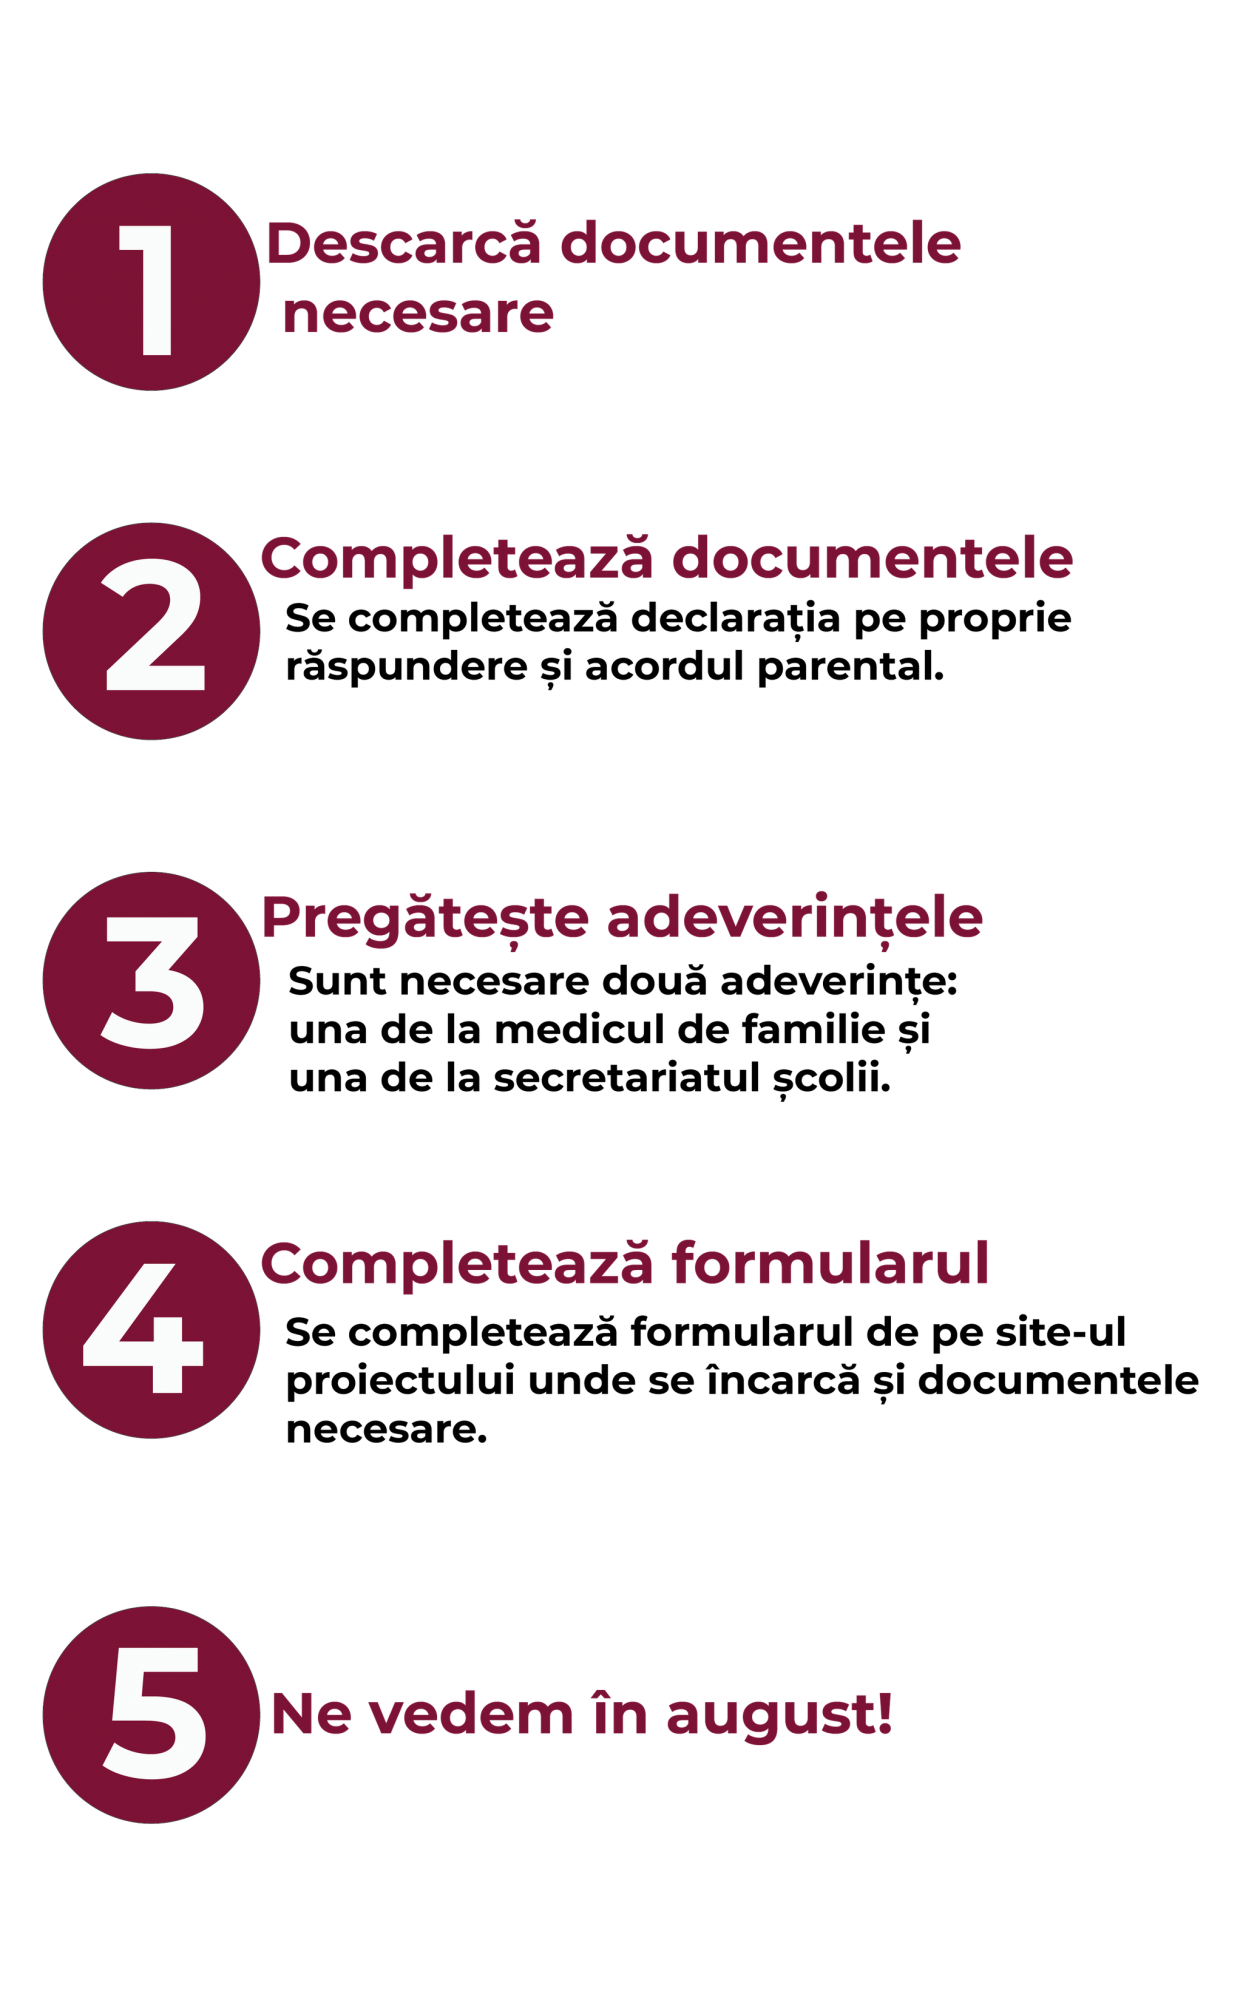 1
Descarcă documentele
necesare
2
Completează documentele
Se completează declarația pe proprie
răspundere și acordul parental.
3
Pregătește adeverințele
Sunt necesare două adeverințe:
una de la medicul de familie și
una de la secretariatul școlii.
4
Completează formularul
Se completează formularul de pe site-ul
proiectului unde se încarcă și documentele
necesare.
5
Ne vedem în august!